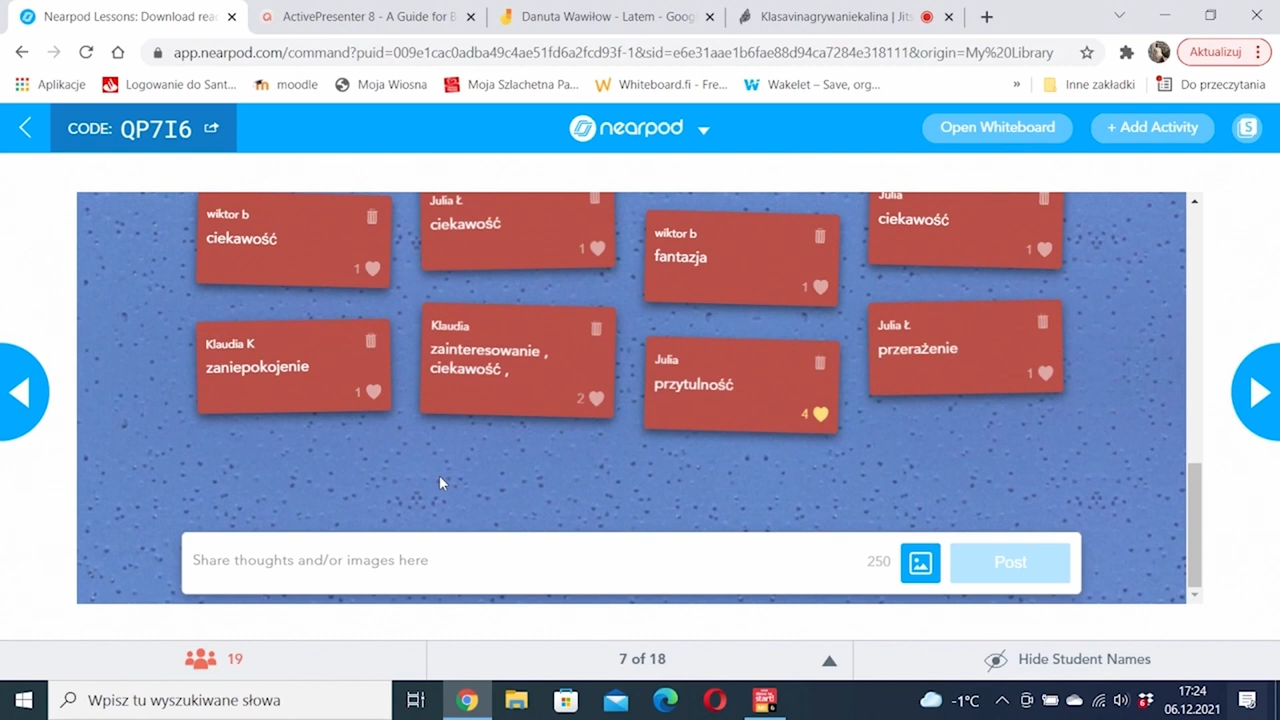 Nearpod Lessons: Download read
ActivePresenter 8 - A Guide for B
Danuta Wawiłow - Latem - Goog
Klasavinagrywaniekalina | Jits
app.nearpod.com/command?puid=009e1cac0adba49c4ae51fd6a2fcd93f-1&sid=e6e31aae1b6fae88d94ca7284e318111&origin=My%20Library
Aktualizuj
Aplikacje
Logowanie do Sant...
moodle
Moja Wiosna
Moja Szlachetna Pa...
Whiteboard.fi - Fre...
Wakelet – Save, org...
»
Inne zakładki
Do przeczytania
CODE: QP7I6
nearpod
Open Whiteboard
+ Add Activity
S
wiktor b
ciekawość
1
Julia Ł
ciekawość
1
wiktor b
fantazja
1
Julia
ciekawość
1
Klaudia K
zaniepokojenie
1
Klaudia
zainteresowanie ,
ciekawość ,
2
Julia
przytulność
4
Julia Ł
przerażenie
1
Share thoughts and/or images here
250
Post
19
7 of 18
Hide Student Names
Wpisz tu wyszukiwane słowa
-1°C
17:24
06.12.2021